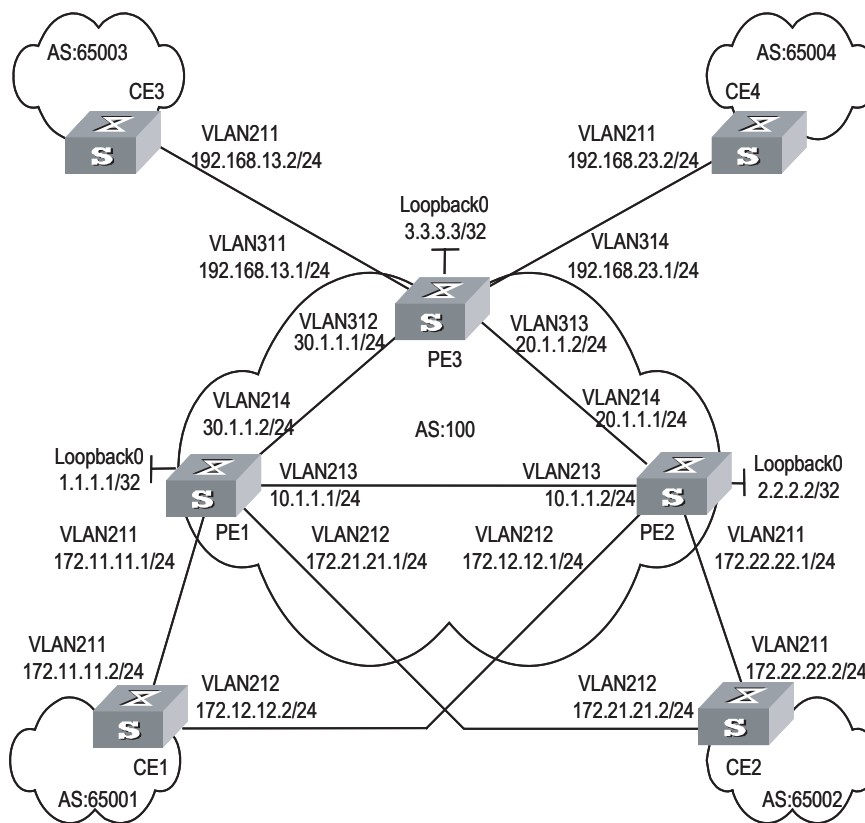 AS:65003
CE3
S
VLAN211
192.168.13.2/24
AS:65004
CE4
S
VLAN211
192.168.23.2/24
Loopback0
3.3.3.3/32
VLAN311
192.168.13.1/24
VLAN314
192.168.23.1/24
S
PE3
VLAN312
30.1.1.1/24
VLAN313
20.1.1.2/24
VLAN214
30.1.1.2/24
AS:100
VLAN214
20.1.1.1/24
Loopback0
1.1.1.1/32
S
PE1
VLAN213
10.1.1.1/24
VLAN213
10.1.1.2/24
S
PE2
Loopback0
2.2.2.2/32
VLAN211
172.11.11.1/24
VLAN212
172.21.21.1/24
VLAN212
172.12.12.1/24
VLAN211
172.22.22.1/24
VLAN211
172.11.11.2/24
VLAN212
172.12.12.2/24
S
CE1
AS:65001
VLAN211
172.22.22.2/24
VLAN212
172.21.21.2/24
S
CE2
AS:65002